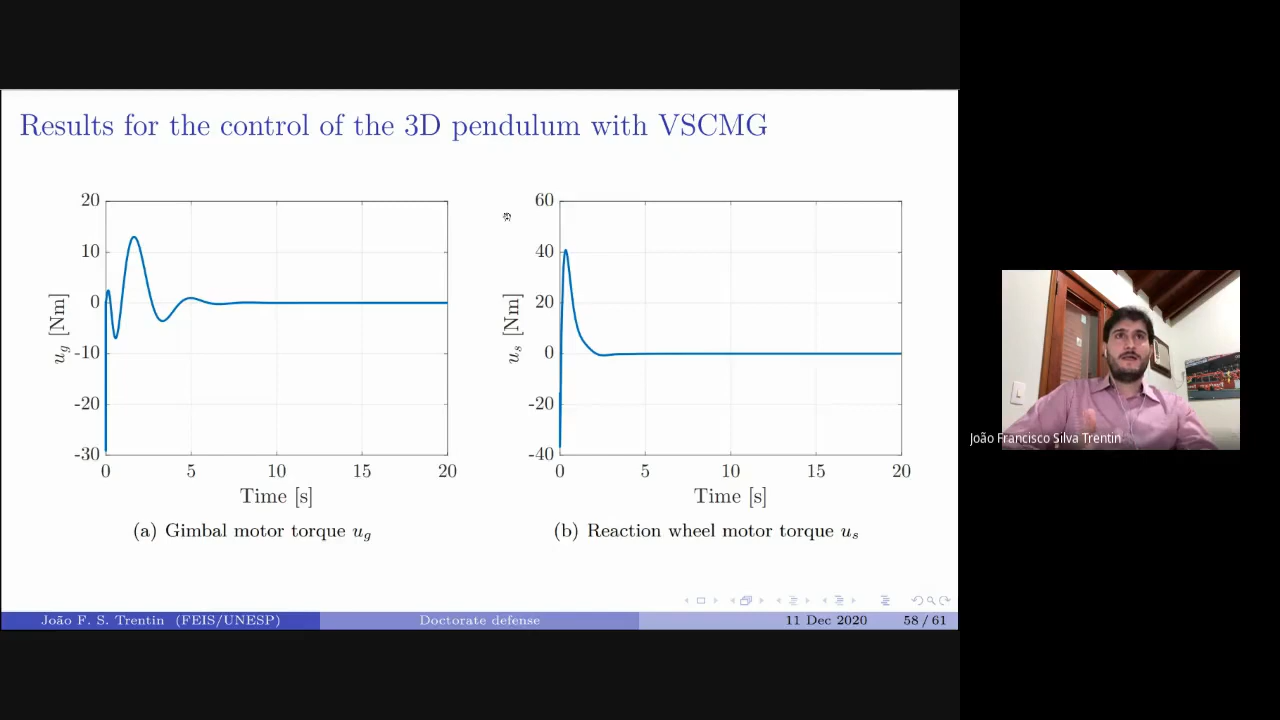 Results for the control of the 3D pendulum with VSCMG
20
10
0
-10
-20
-30
u_g [Nm]
0 5 10 15 20
Time [s]
(a) Gimbal motor torque u_g
60
40
20
0
-20
-40
u_s [Nm]
0 5 10 15 20
Time [s]
(b) Reaction wheel motor torque u_s
João F. S. Trentin (FEIS/UNESP) Doctorate defense 11 Dec 2020 58 / 61
João Francisco Silva Trentin